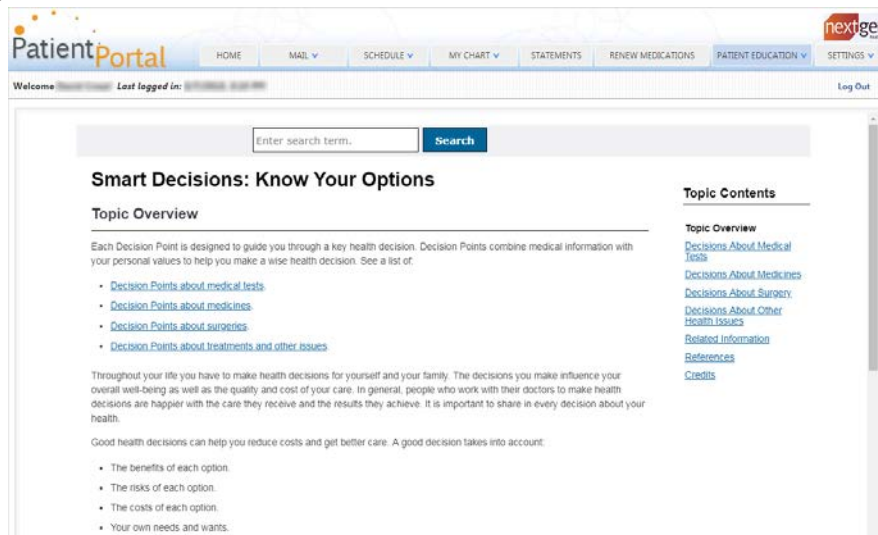 nextge
PatientPortal
HOME
MAIL
SCHEDULE
MY CHART
STATEMENTS
RENEW MEDICATIONS
PATIENT EDUCATION
SETTINGS
Welcome
Last logged in:
Log Out
Enter search term.
Search
Smart Decisions: Know Your Options
Topic Overview
Each Decision Point is designed to guide you through a key health decision. Decision Points combine medical information with
your personal values to help you make a wise health decision. See a list of:
• Decision Points about medical tests.
• Decision Points about medicines.
• Decision Points about surgeries.
• Decision Points about treatments and other issues.
Throughout your life you have to make health decisions for yourself and your family. The decisions you make influence your
overall well-being as well as the quality and cost of your care. In general, people who work with their doctors to make health
decisions are happier with the care they receive and the results they achieve. It is important to share in every decision about your
health.
Good health decisions can help you reduce costs and get better care. A good decision takes into account:
• The benefits of each option.
• The risks of each option.
• The costs of each option.
• Your own needs and wants.
Topic Contents
Topic Overview
Decisions About Medical
Tests
Decisions About Medicines
Decisions About Surgery
Decisions About Other
Health Issues
Related Information
References
Credits